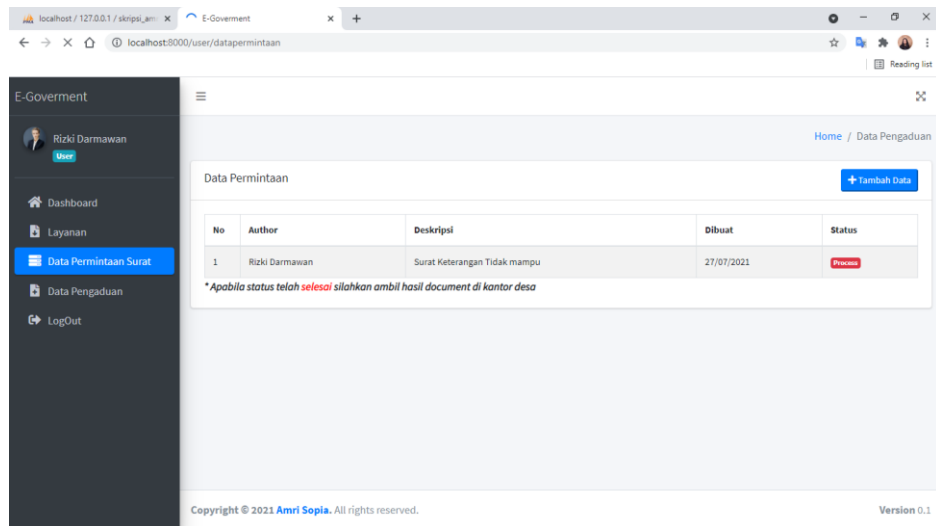 localhost / 127.0.0.1 / skripsi_am
E-Goverment
localhost:8000/user/datapermintaan
Reading list
E-Goverment
Rizki Darmawan
User
Dashboard
Layanan
Data Permintaan Surat
Data Pengaduan
LogOut
Home / Data Pengaduan
Data Permintaan
Tambah Data
No Author Deskripsi Dibuat Status
1 Rizki Darmawan Surat Keterangan Tidak mampu 27/07/2021 Process
* Apabila status telah selesai silahkan ambil hasil document di kantor desa
Copyright © 2021 Amri Sopia. All rights reserved.
Version 0.1